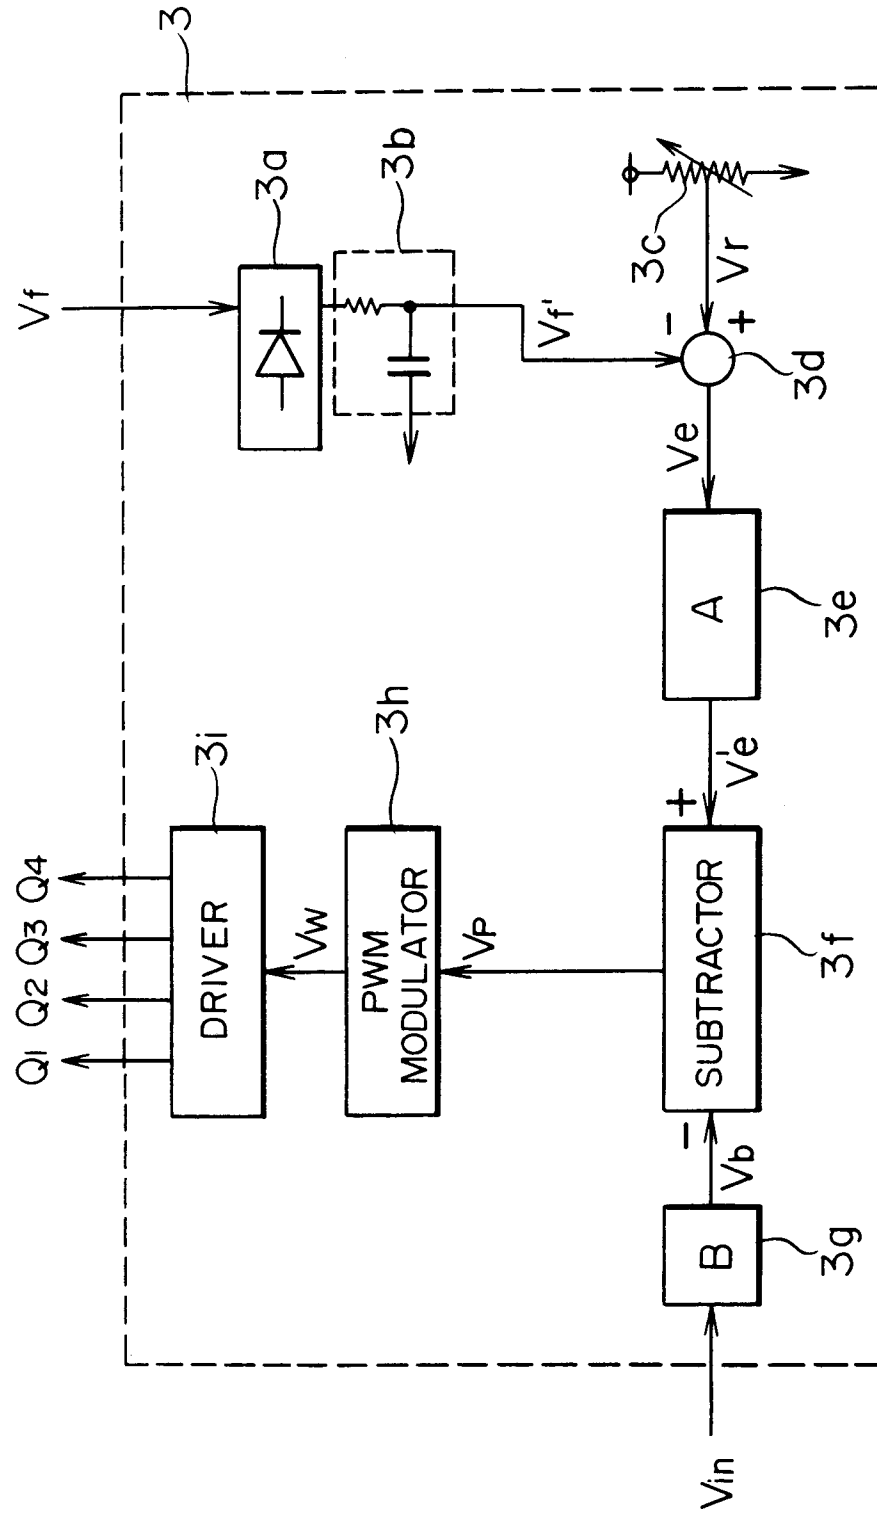 Q1
Q2
Q3
Q4
Vf
3
3i
3a
DRIVER
Vw
3h
3b
PWM
MODULATOR
VP
Vf'
3c
Vin
B
−
Vb
SUBTRACTOR
+
V'e
A
Ve
−
+
Vr
3g
3f
3e
3d